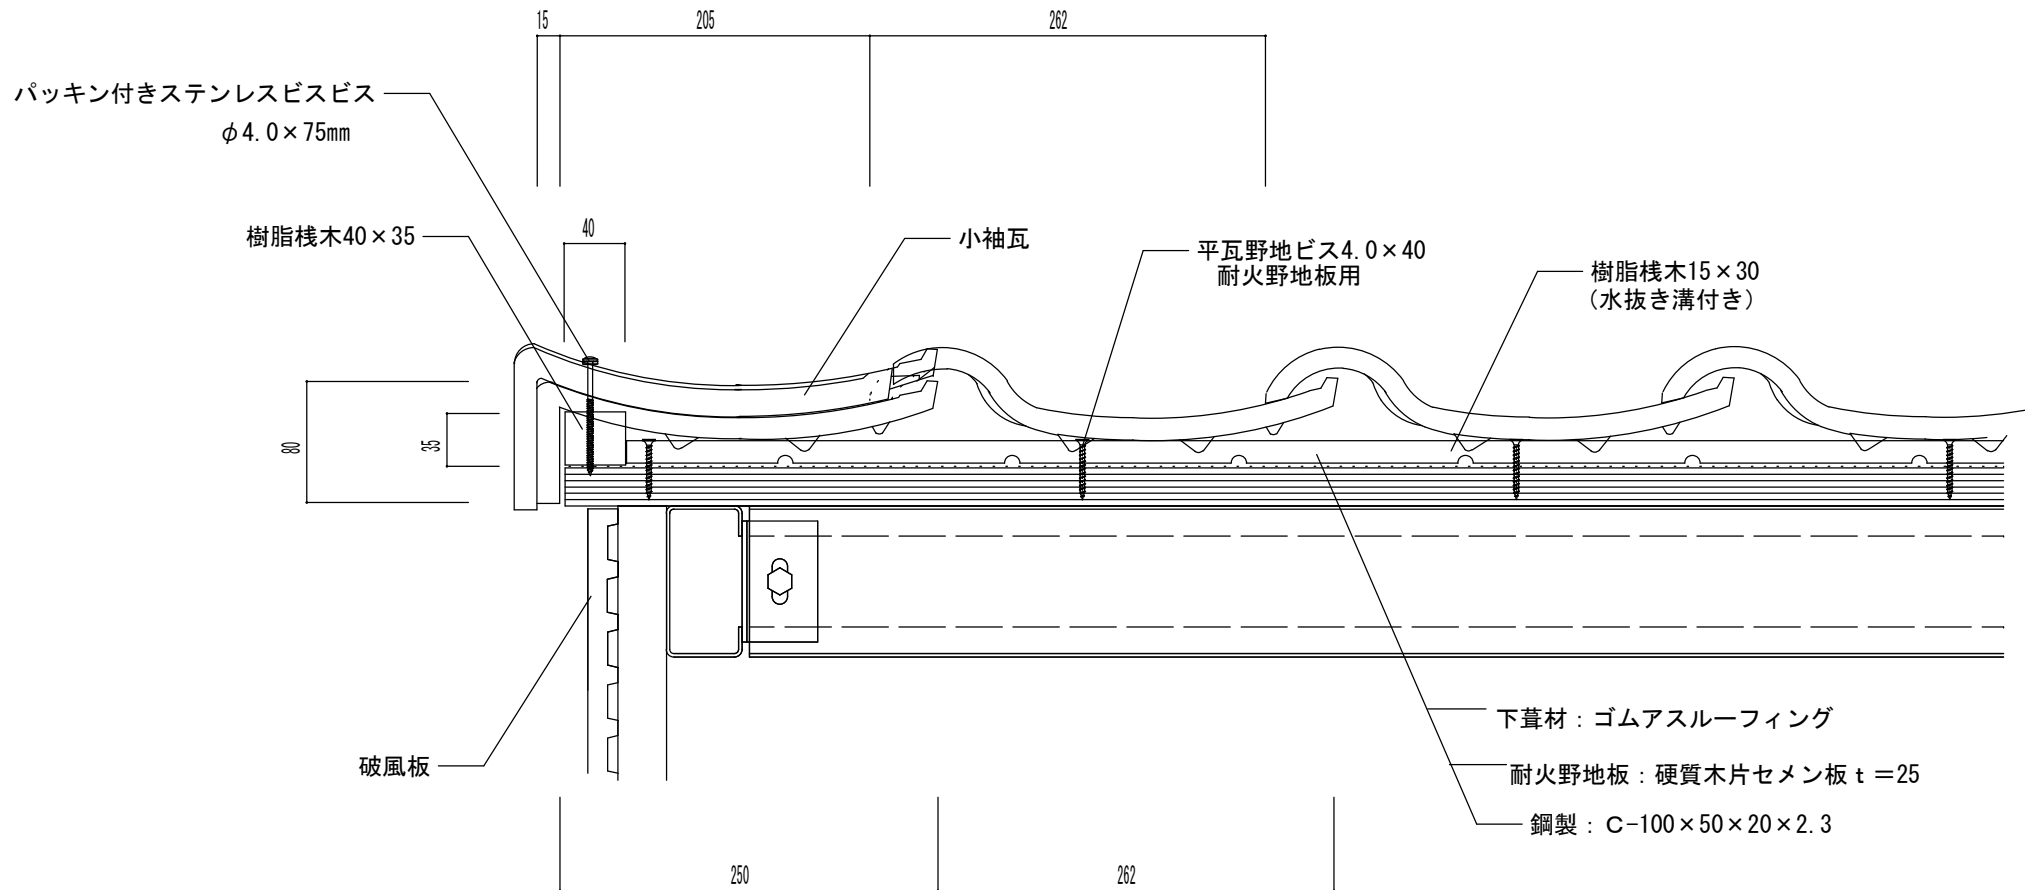 15
205
262
パッキン付きステンレスビスビス
φ4.0×75mm
樹脂桟木40×35
40
小袖瓦
平瓦野地ビス4.0×40
耐火野地板用
樹脂桟木15×30
(水抜き溝付き)
80
35
破風板
下葺材:ゴムアスルーフィング
耐火野地板:硬質木片セメン板t=25
鋼製:C-100×50×20×2.3
250
262